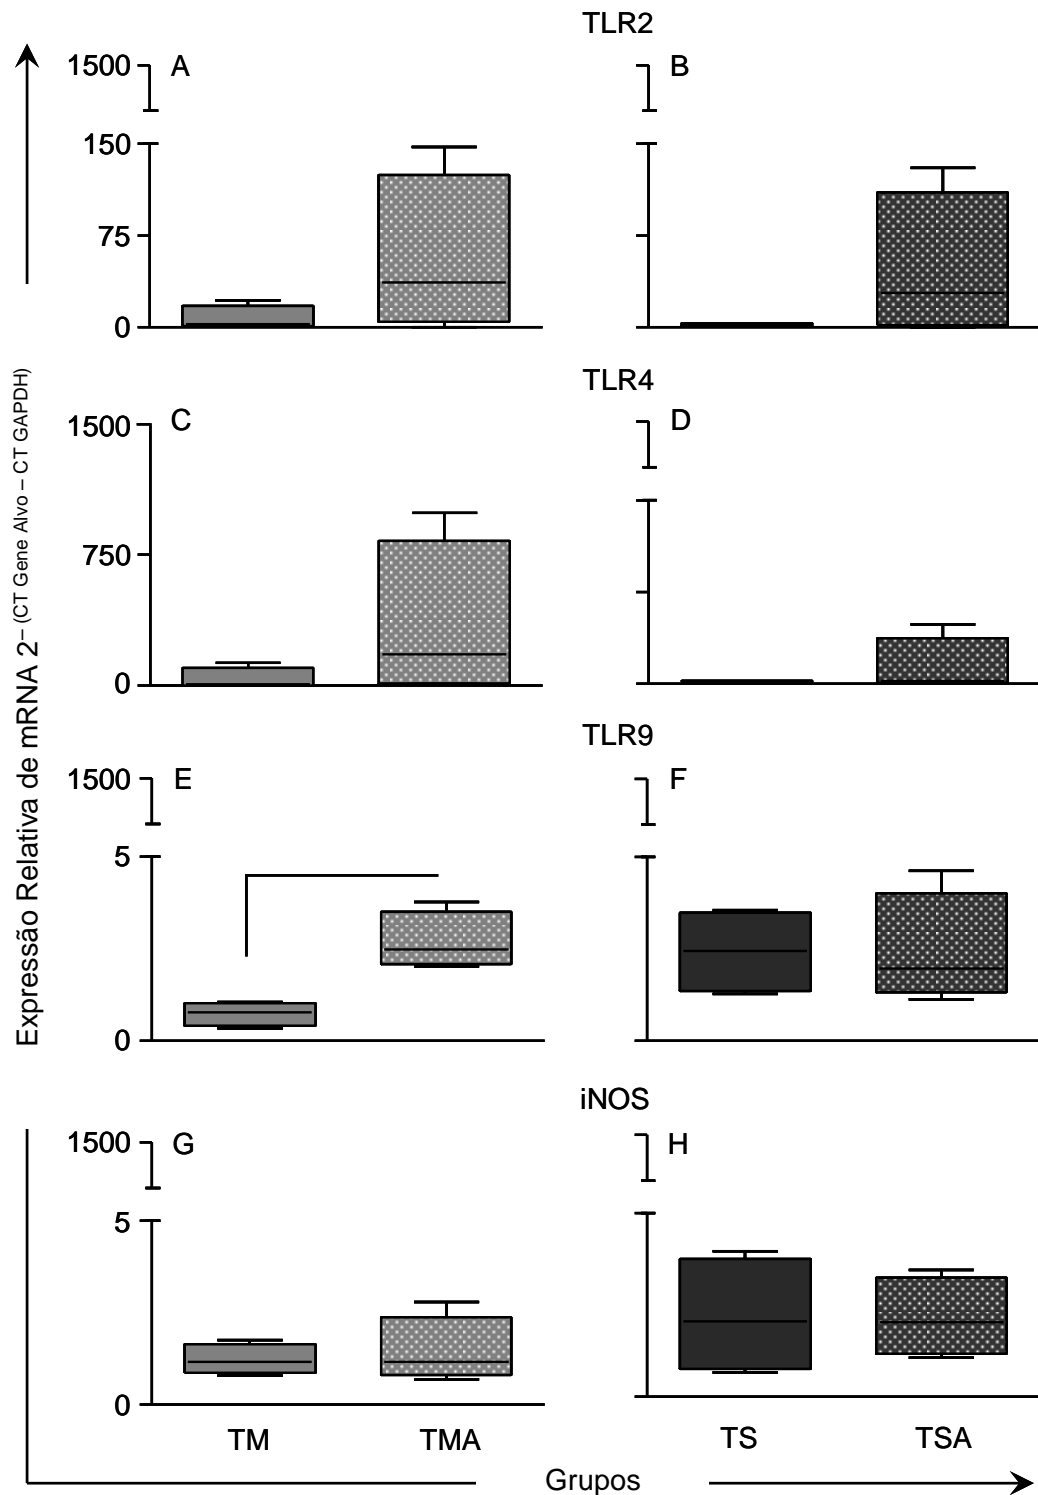 TLR2
1500 A B
150
75
0
TLR4
1500 C D
750
0
TLR9
1500 E F
5
0
iNOS
1500 G H
5
0
TM TMA TS TSA
Grupos
Expressão Relativa de mRNA 2– (CT Gene Alvo – CT GAPDH)